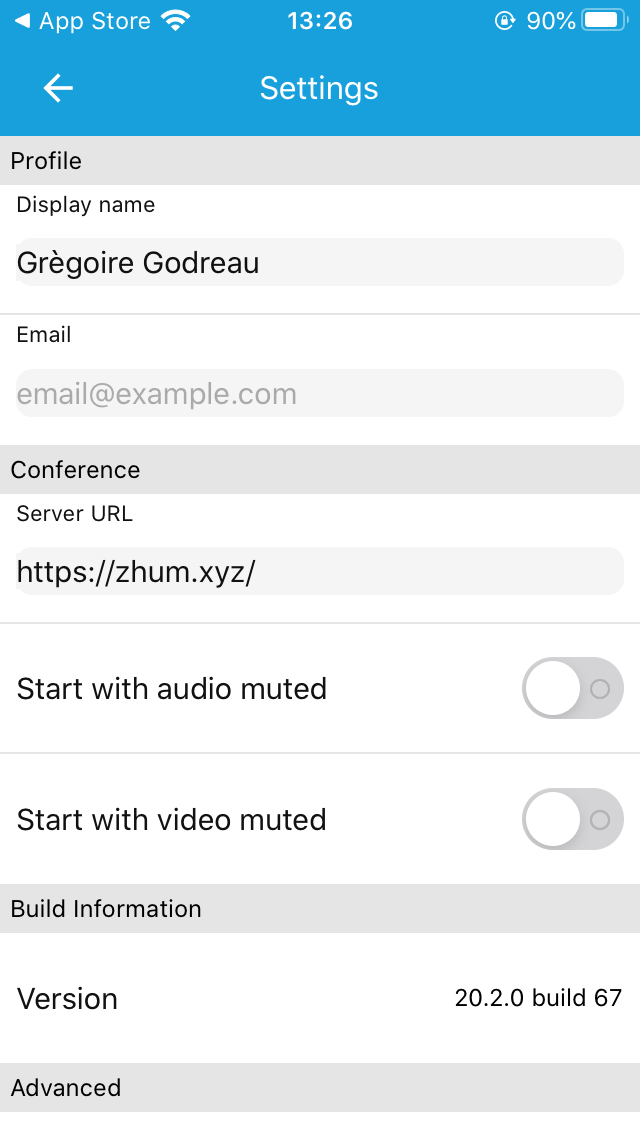 App Store 13:26 90%
Settings
Profile
Display name
Grègoire Godreau
Email
email@example.com
Conference
Server URL
https://zhum.xyz/
Start with audio muted
Start with video muted
Build Information
Version 20.2.0 build 67
Advanced